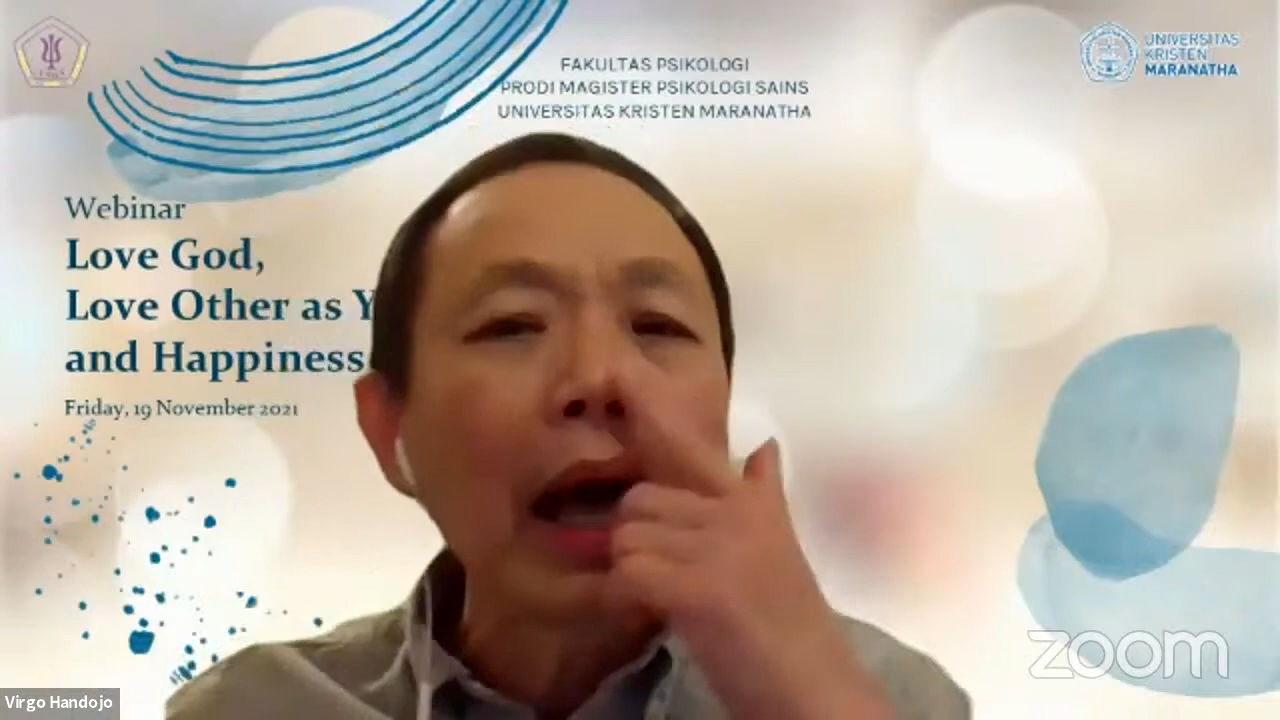 FAKULTAS PSIKOLOGI
PRODI MAGISTER PSIKOLOGI SAINS
UNIVERSITAS KRISTEN MARANATHA
UNIVERSITAS
KRISTEN
MARANATHA
Webinar
Love God,
Love Other as Y
and Happiness
Friday, 19 November 2021
zoom
Virgo Handojo